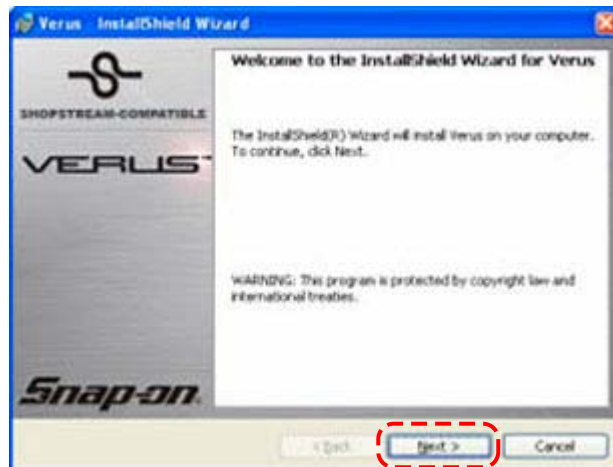 Verus - InstallShield Wizard
Welcome to the InstallShield Wizard for Verus
SHOPSTREAM-COMPATIBLE
The InstallShield(R) Wizard will install Verus on your computer.
To continue, click Next.
VERUS™
WARNING: This program is protected by copyright law and
international treaties.
Snap-on
< Back Next > Cancel